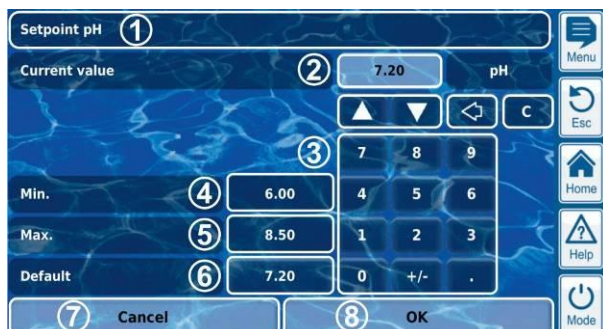 Setpoint pH 1
Menu
Current value 2 7.20 pH
C
Esc
3 7 8 9
Home
Min. 4 6.00 4 5 6
Max. 5 8.50 1 2 3
Help
Default 6 7.20 0 +/- .
7 Cancel 8 OK
Mode